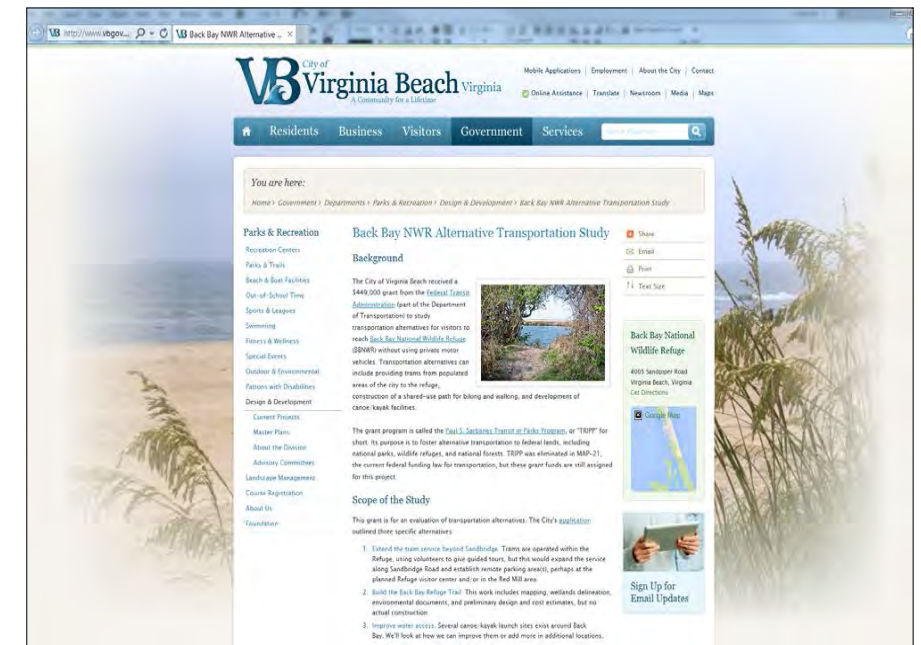 http://www.vbgov...
VB Back Bay NWR Alternative ...
City of
VB Virginia Beach Virginia
A Community for a Lifetime
Mobile Applications | Employment | About the City | Contact
Online Assistance | Translate | Newsroom | Media | Maps
Residents Business Visitors Government Services
You are here:
Home › Government › Departments › Parks & Recreation › Design & Development › Back Bay NWR Alternative Transportation Study
Parks & Recreation
Recreation Centers
Parks & Trails
Beach & Boat Facilities
Out-of-School Time
Sports & Leagues
Swimming
Fitness & Wellness
Special Events
Outdoor & Environmental
Patrons with Disabilities
Design & Development
Current Projects
Master Plans
About the Division
Advisory Committees
Landscape Management
Course Registration
About Us
Foundation
Back Bay NWR Alternative Transportation Study
Background
The City of Virginia Beach received a
$449,000 grant from the Federal Transit
Administration (part of the Department
of Transportation) to study
transportation alternatives for visitors to
reach Back Bay National Wildlife Refuge
(BBNWR) without using private motor
vehicles. Transportation alternatives can
include providing trams from populated
areas of the city to the refuge,
construction of a shared-use path for biking and walking, and development of
canoe/kayak facilities.
The grant program is called the Paul S. Sarbanes Transit in Parks Program, or "TRIPP" for
short. Its purpose is to foster alternative transportation to federal lands, including
national parks, wildlife refuges, and national forests. TRIPP was eliminated in MAP-21,
the current federal funding law for transportation, but these grant funds are still assigned
for this project.
Scope of the Study
This grant is for an evaluation of transportation alternatives. The City's application
outlined three specific alternatives
1. Extend the tram service beyond Sandbridge. Trams are operated within the
Refuge, using volunteers to give guided tours, but this would expand the service
along Sandbridge Road and establish remote parking area(s), perhaps at the
planned Refuge visitor center and/or in the Red Mill area.
2. Build the Back Bay Refuge Trail. This work includes mapping, wetlands delineation,
environmental documents, and preliminary design and cost estimates, but no
actual construction.
3. Improve water access. Several canoe/kayak launch sites exist around Back
Bay. We'll look at how we can improve them or add more in additional locations.
Share
Email
Print
Text Size
Back Bay National
Wildlife Refuge
4005 Sandpiper Road
Virginia Beach, Virginia
Get Directions
Google Map
Sign Up for
Email Updates